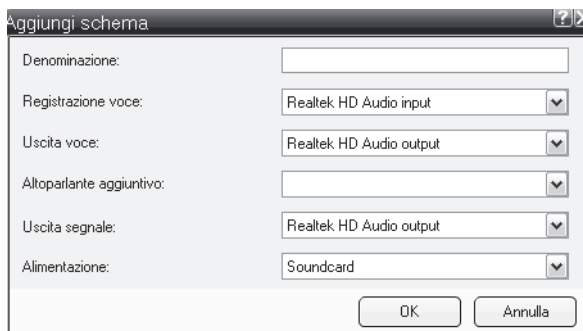 Aggiungi schema
Denominazione:
Registrazione voce: Realtek HD Audio input
Uscita voce: Realtek HD Audio output
Altoparlante aggiuntivo:
Uscita segnale: Realtek HD Audio output
Alimentazione: Soundcard
OK Annulla